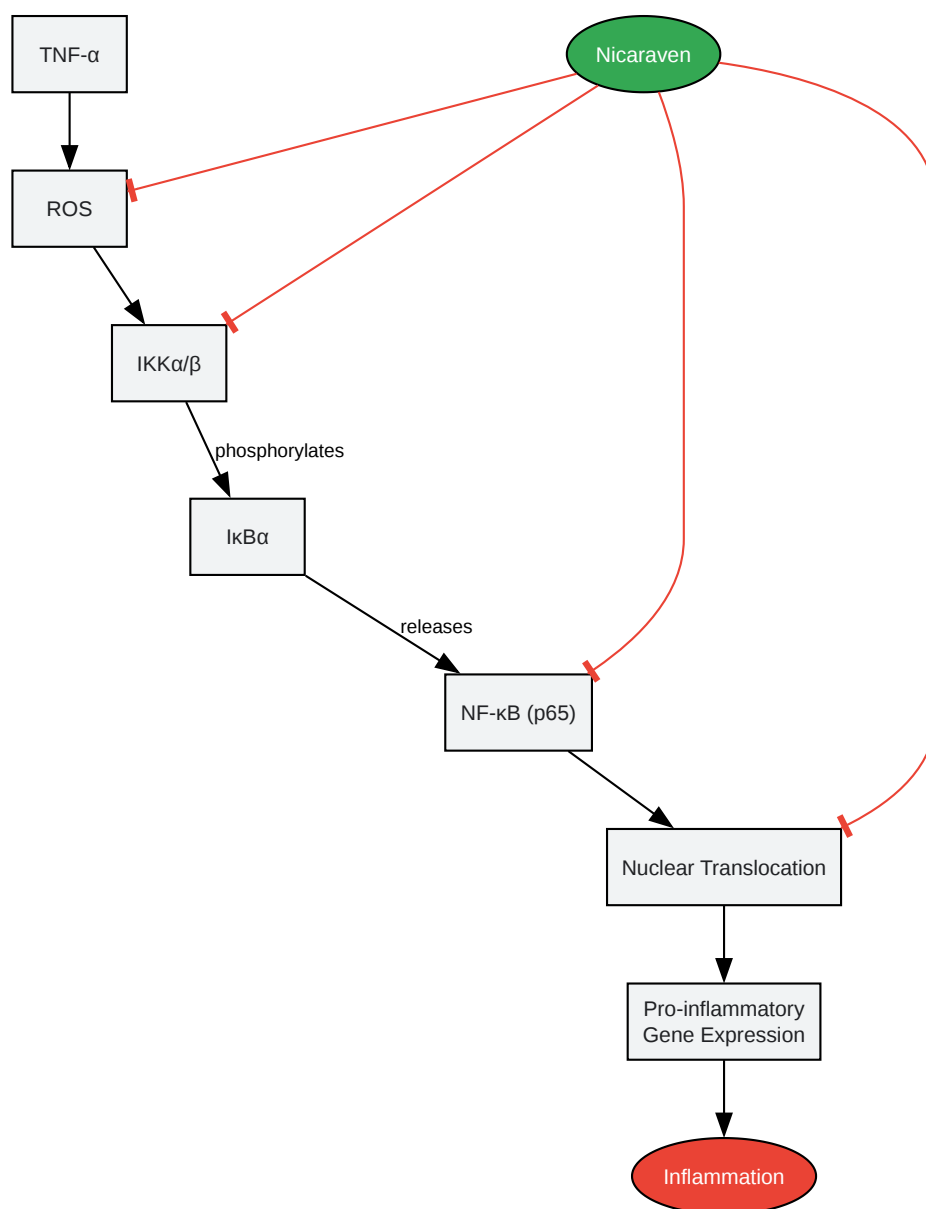 TNF-α
Nicaraven
ROS
IKKα/β
phosphorylates
IκBα
releases
NF-κB (p65)
Nuclear Translocation
Pro-inflammatory
Gene Expression
Inflammation